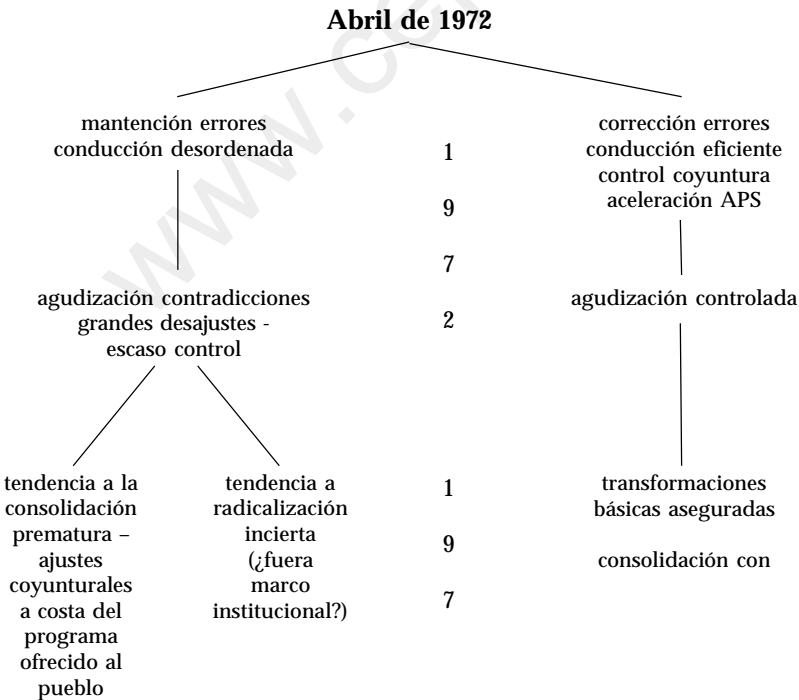 Abril de 1972
mantención errores
conducción desordenada
corrección errores
conducción eficiente
control coyuntura
aceleración APS
1
9
7
2
agudización contradicciones
grandes desajustes -
escaso control
agudización controlada
tendencia a la
consolidación
prematura –
ajustes
coyunturales
a costa del
programa
ofrecido al
pueblo
tendencia a
radicalización
incierta
(¿fuera
marco
institucional?)
1
9
7
transformaciones
básicas aseguradas
consolidación con